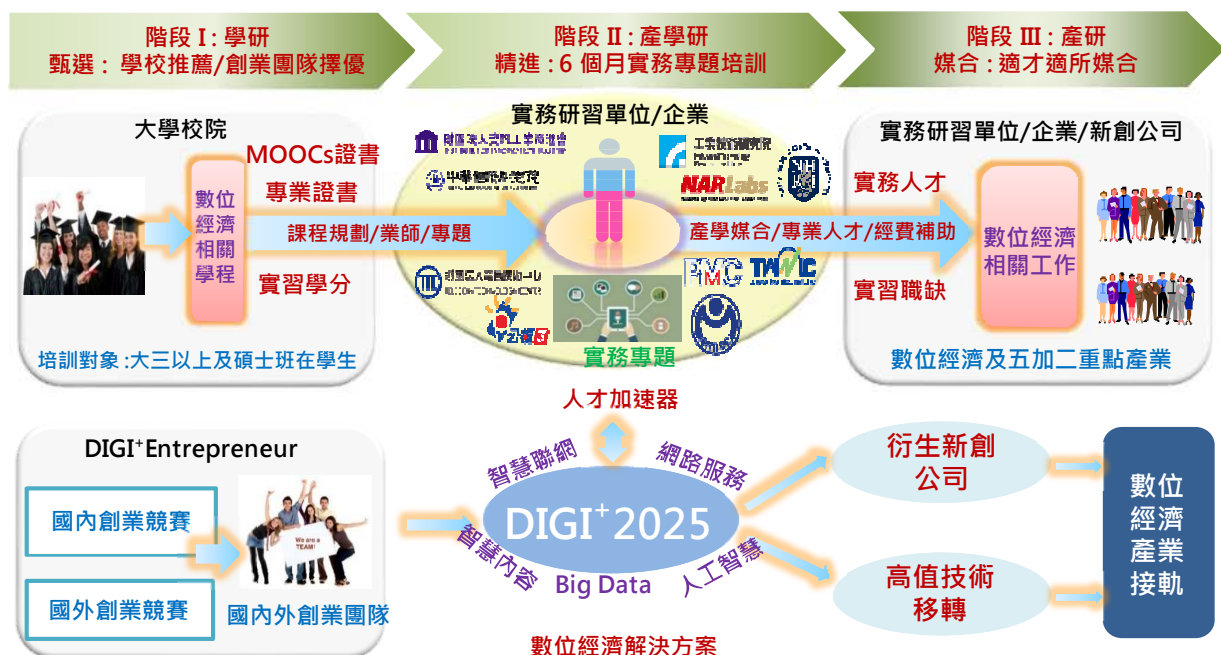 階段 I : 學研
甄選 : 學校推薦/創業團隊擇優
階段 II : 產學研
精進 : 6 個月實務專題培訓
階段 III : 產研
媒合 : 適才適所媒合
大學校院
MOOCs證書
專業證書
數位
經濟
相關
學程
課程規劃/業師/專題
實習學分
培訓對象 :大三以上及碩士班在學生
實務研習單位/企業
工業技術研究院
NARLabs
產學媒合/專業人才/經費補助
PMC
實務專題
人才加速器
實務研習單位/企業/新創公司
實務人才
數位經濟
相關工作
實習職缺
數位經濟及五加二重點產業
DIGI⁺Entrepreneur
國內創業競賽
國外創業競賽
We are a
TEAM!
國內外創業團隊
智慧聯網
網路服務
DIGI⁺2025
智慧內容
Big Data
人工智慧
數位經濟解決方案
衍生新創
公司
高值技術
移轉
數位
經濟
產業
接軌